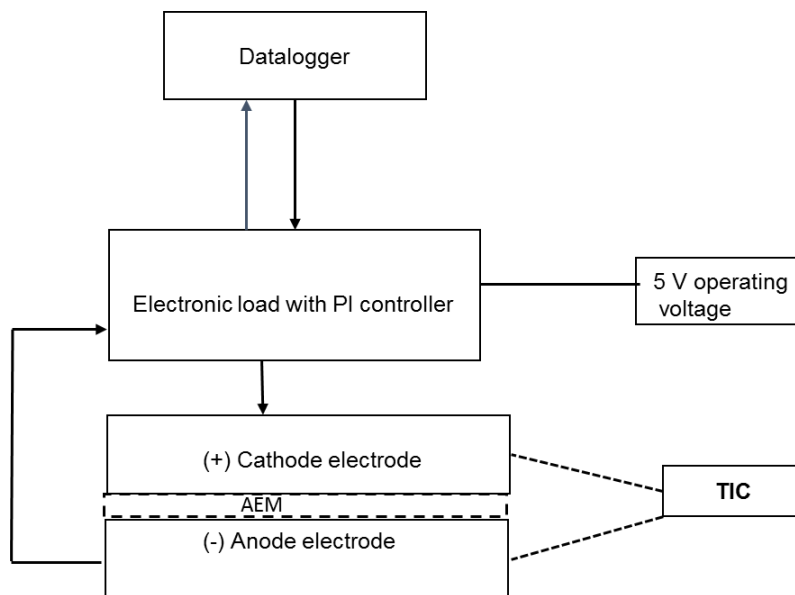 Datalogger
Electronic load with PI controller
5 V operating
voltage
(+) Cathode electrode
AEM
(-) Anode electrode
TIC